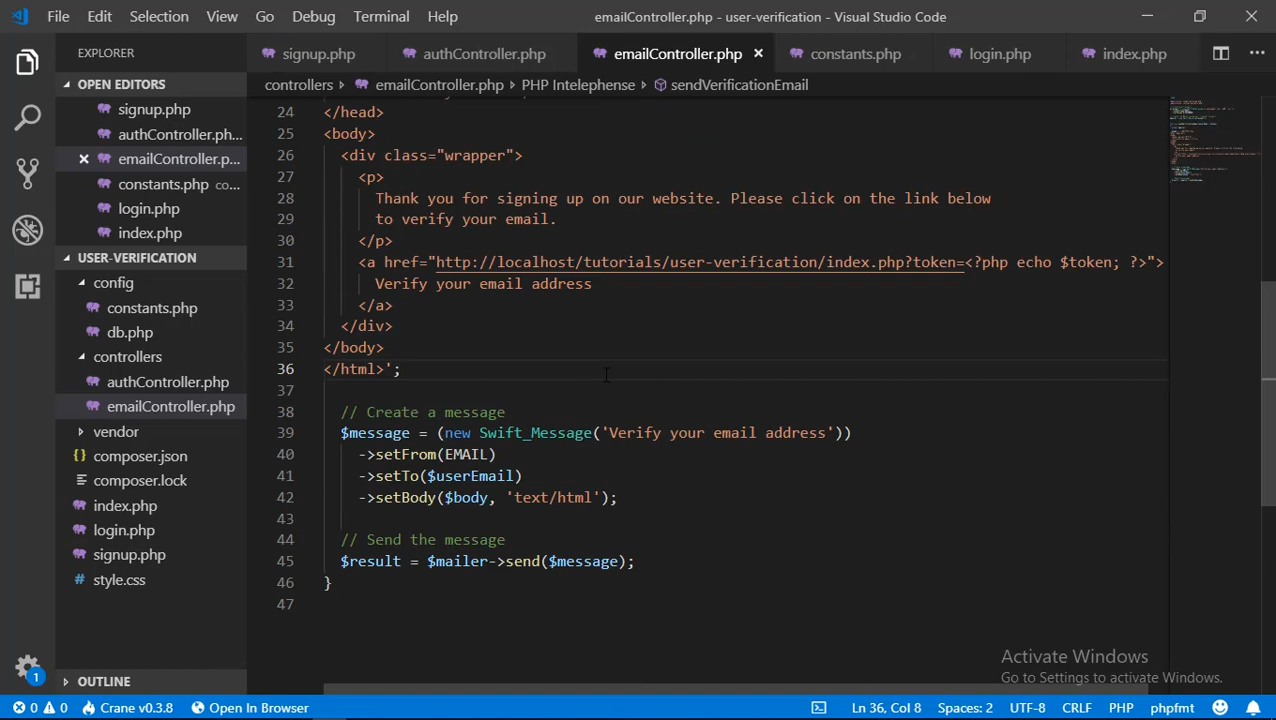 File Edit Selection View Go Debug Terminal Help emailController.php - user-verification - Visual Studio Code
EXPLORER
OPEN EDITORS
signup.php
authController.ph...
emailController.p...
constants.php co...
login.php
index.php
USER-VERIFICATION
config
constants.php
db.php
controllers
authController.php
emailController.php
vendor
composer.json
composer.lock
index.php
login.php
signup.php
style.css
OUTLINE
signup.php authController.php emailController.php constants.php login.php index.php
controllers emailController.php PHP Intelephense sendVerificationEmail
24 </head>
25 <body>
26 <div class="wrapper">
27 <p>
28 Thank you for signing up on our website. Please click on the link below
29 to verify your email.
30 </p>
31 <a href="http://localhost/tutorials/user-verification/index.php?token=<?php echo $token; ?>">
32 Verify your email address
33 </a>
34 </div>
35 </body>
36 </html>';
37
38 // Create a message
39 $message = (new Swift_Message('Verify your email address'))
40 ->setFrom(EMAIL)
41 ->setTo($userEmail)
42 ->setBody($body, 'text/html');
43
44 // Send the message
45 $result = $mailer->send($message);
46 }
47
Activate Windows
Go to Settings to activate Windows.
1
0 0 Crane v0.3.8 Open In Browser Ln 36, Col 8 Spaces: 2 UTF-8 CRLF PHP phpfmt